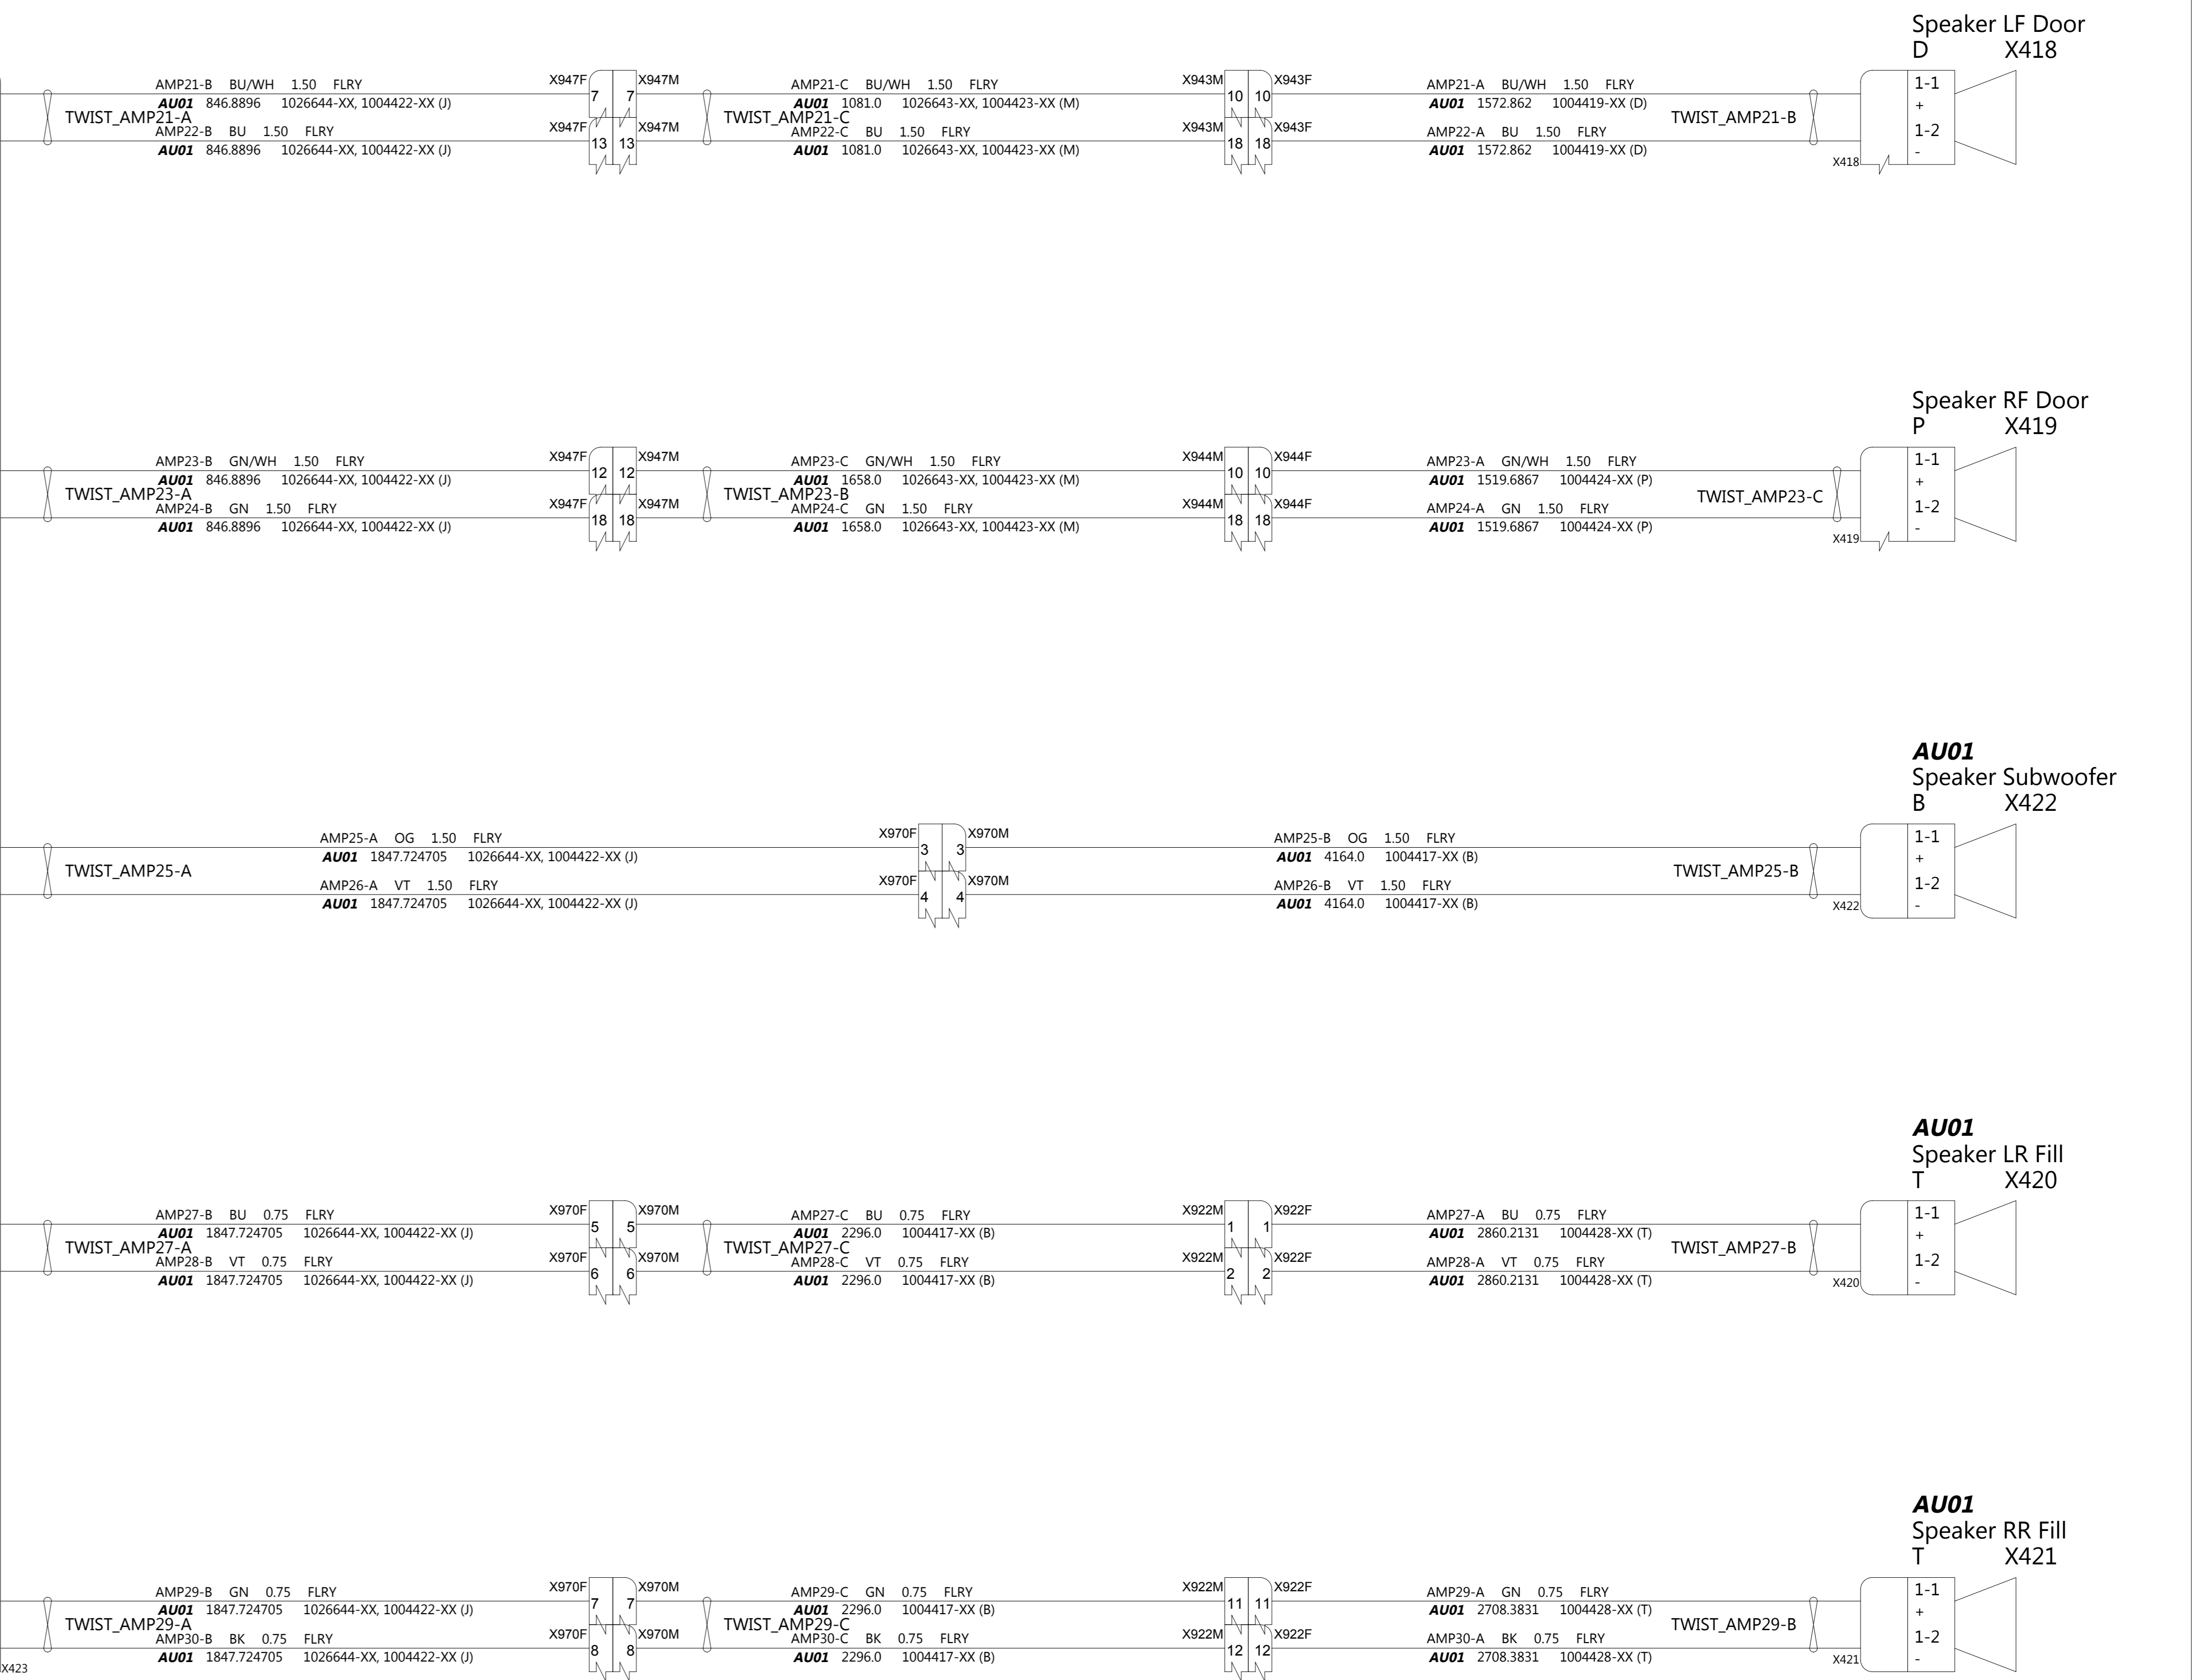 Speaker LF Door
D X418
AMP21-B BU/WH 1.50 FLRY X947F X947M AMP21-C BU/WH 1.50 FLRY X943M X943F AMP21-A BU/WH 1.50 FLRY 1-1
7 7 10 10
AU01 846.8896 1026644-XX, 1004422-XX (J) AU01 1081.0 1026643-XX, 1004423-XX (M) AU01 1572.862 1004419-XX (D) +
TWIST_AMP21-A TWIST_AMP21-C TWIST_AMP21-B
AMP22-B BU 1.50 FLRY X947F X947M AMP22-C BU 1.50 FLRY X943M X943F AMP22-A BU 1.50 FLRY 1-2
13 13 18 18
AU01 846.8896 1026644-XX, 1004422-XX (J) AU01 1081.0 1026643-XX, 1004423-XX (M) AU01 1572.862 1004419-XX (D) -
X418
Speaker RF Door
P X419
AMP23-B GN/WH 1.50 FLRY X947F X947M AMP23-C GN/WH 1.50 FLRY X944M X944F AMP23-A GN/WH 1.50 FLRY 1-1
12 12 10 10
AU01 846.8896 1026644-XX, 1004422-XX (J) AU01 1658.0 1026643-XX, 1004423-XX (M) AU01 1519.6867 1004424-XX (P) +
TWIST_AMP23-A TWIST_AMP23-B TWIST_AMP23-C
AMP24-B GN 1.50 FLRY X947F X947M AMP24-C GN 1.50 FLRY X944M X944F AMP24-A GN 1.50 FLRY 1-2
18 18 18 18
AU01 846.8896 1026644-XX, 1004422-XX (J) AU01 1658.0 1026643-XX, 1004423-XX (M) AU01 1519.6867 1004424-XX (P) -
X419
AU01
Speaker Subwoofer
B X422
AMP25-A OG 1.50 FLRY X970F X970M AMP25-B OG 1.50 FLRY 1-1
3 3
AU01 1847.724705 1026644-XX, 1004422-XX (J) AU01 4164.0 1004417-XX (B) +
TWIST_AMP25-A TWIST_AMP25-B
AMP26-A VT 1.50 FLRY X970F X970M AMP26-B VT 1.50 FLRY 1-2
4 4
AU01 1847.724705 1026644-XX, 1004422-XX (J) AU01 4164.0 1004417-XX (B) -
X422
AU01
Speaker LR Fill
T X420
AMP27-B BU 0.75 FLRY X970F X970M AMP27-C BU 0.75 FLRY X922M X922F AMP27-A BU 0.75 FLRY 1-1
5 5 1 1
AU01 1847.724705 1026644-XX, 1004422-XX (J) AU01 2296.0 1004417-XX (B) AU01 2860.2131 1004428-XX (T) +
TWIST_AMP27-A TWIST_AMP27-C TWIST_AMP27-B
AMP28-B VT 0.75 FLRY X970F X970M AMP28-C VT 0.75 FLRY X922M X922F AMP28-A VT 0.75 FLRY 1-2
6 6 2 2
AU01 1847.724705 1026644-XX, 1004422-XX (J) AU01 2296.0 1004417-XX (B) AU01 2860.2131 1004428-XX (T) -
X420
AU01
Speaker RR Fill
T X421
AMP29-B GN 0.75 FLRY X970F X970M AMP29-C GN 0.75 FLRY X922M X922F AMP29-A GN 0.75 FLRY 1-1
7 7 11 11
AU01 1847.724705 1026644-XX, 1004422-XX (J) AU01 2296.0 1004417-XX (B) AU01 2708.3831 1004428-XX (T) +
TWIST_AMP29-A TWIST_AMP29-C TWIST_AMP29-B
AMP30-B BK 0.75 FLRY X970F X970M AMP30-C BK 0.75 FLRY X922M X922F AMP30-A BK 0.75 FLRY 1-2
8 8 12 12
AU01 1847.724705 1026644-XX, 1004422-XX (J) AU01 2296.0 1004417-XX (B) AU01 2708.3831 1004428-XX (T) -
X423 X421